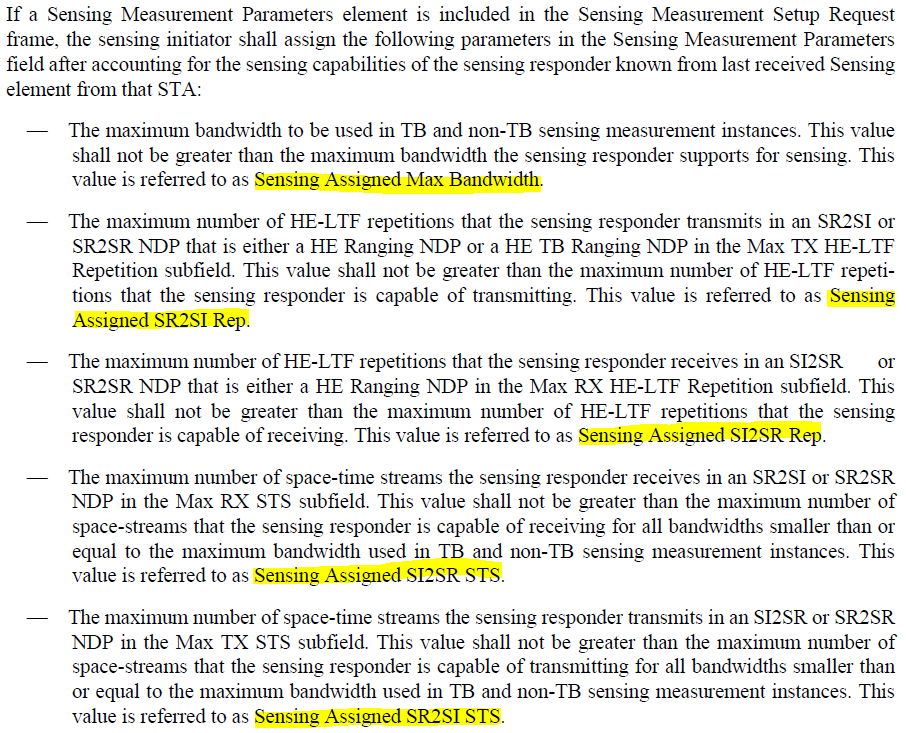 If a Sensing Measurement Parameters element is included in the Sensing Measurement Setup Request
frame, the sensing initiator shall assign the following parameters in the Sensing Measurement Parameters
field after accounting for the sensing capabilities of the sensing responder known from last received Sensing
element from that STA:
— The maximum bandwidth to be used in TB and non-TB sensing measurement instances. This value
shall not be greater than the maximum bandwidth the sensing responder supports for sensing. This
value is referred to as Sensing Assigned Max Bandwidth.
— The maximum number of HE-LTF repetitions that the sensing responder transmits in an SR2SI or
SR2SR NDP that is either a HE Ranging NDP or a HE TB Ranging NDP in the Max TX HE-LTF
Repetition subfield. This value shall not be greater than the maximum number of HE-LTF repeti-
tions that the sensing responder is capable of transmitting. This value is referred to as Sensing
Assigned SR2SI Rep.
— The maximum number of HE-LTF repetitions that the sensing responder receives in an SI2SR or
SR2SR NDP that is either a HE Ranging NDP in the Max RX HE-LTF Repetition subfield. This
value shall not be greater than the maximum number of HE-LTF repetitions that the sensing
responder is capable of receiving. This value is referred to as Sensing Assigned SI2SR Rep.
— The maximum number of space-time streams the sensing responder receives in an SR2SI or SR2SR
NDP in the Max RX STS subfield. This value shall not be greater than the maximum number of
space-streams that the sensing responder is capable of receiving for all bandwidths smaller than or
equal to the maximum bandwidth used in TB and non-TB sensing measurement instances. This
value is referred to as Sensing Assigned SI2SR STS.
— The maximum number of space-time streams the sensing responder transmits in an SI2SR or SR2SR
NDP in the Max TX STS subfield. This value shall not be greater than the maximum number of
space-streams that the sensing responder is capable of transmitting for all bandwidths smaller than
or equal to the maximum bandwidth used in TB and non-TB sensing measurement instances. This
value is referred to as Sensing Assigned SR2SI STS.